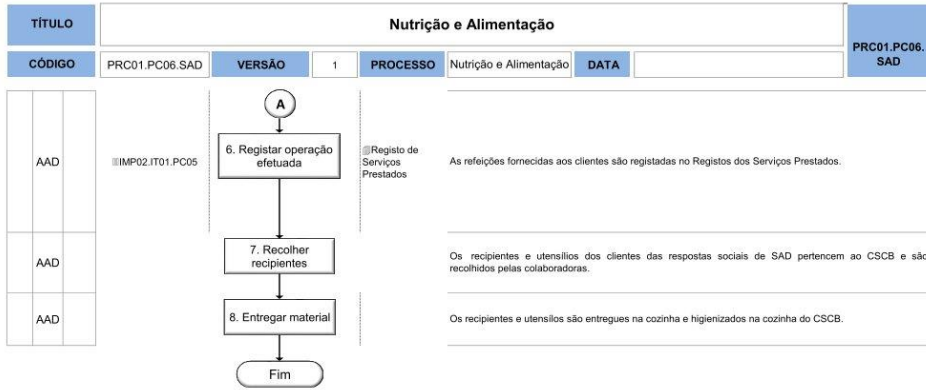 TÍTULO
Nutrição e Alimentação
PRC01.PC06.
SAD
CÓDIGO
PRC01.PC06.SAD
VERSÃO
1
PROCESSO
Nutrição e Alimentação
DATA
A
AAD
IMP02.IT01.PC05
6. Registar operação
efetuada
Registo de
Serviços
Prestados
As refeições fornecidas aos clientes são registadas no Registos dos Serviços Prestados.
AAD
7. Recolher
recipientes
Os recipientes e utensílios dos clientes das respostas sociais de SAD pertencem ao CSCB e são
recolhidos pelas colaboradoras.
AAD
8. Entregar material
Os recipientes e utensílos são entregues na cozinha e higienizados na cozinha do CSCB.
Fim